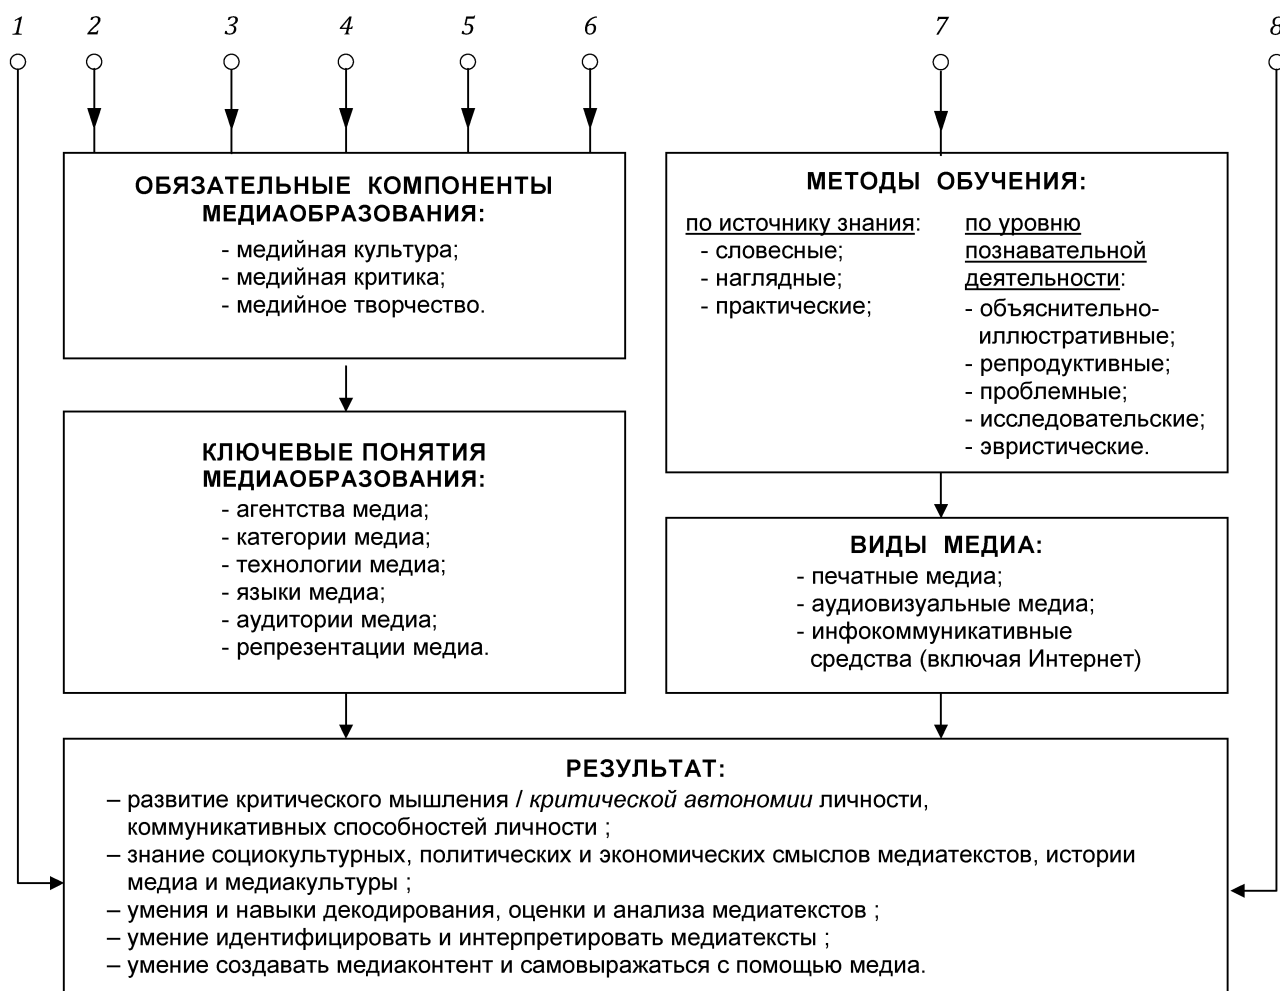 1 2 3 4 5 6 7 8
ОБЯЗАТЕЛЬНЫЕ КОМПОНЕНТЫ
МЕДИАОБРАЗОВАНИЯ:
- медийная культура;
- медийная критика;
- медийное творчество.
КЛЮЧЕВЫЕ ПОНЯТИЯ
МЕДИАОБРАЗОВАНИЯ:
- агентства медиа;
- категории медиа;
- технологии медиа;
- языки медиа;
- аудитории медиа;
- репрезентации медиа.
МЕТОДЫ ОБУЧЕНИЯ:
по источнику знания:
- словесные;
- наглядные;
- практические;
по уровню
познавательной
деятельности:
- объяснительно-
иллюстративные;
- репродуктивные;
- проблемные;
- исследовательские;
- эвристические.
ВИДЫ МЕДИА:
- печатные медиа;
- аудиовизуальные медиа;
- инфокоммуникативные
средства (включая Интернет)
РЕЗУЛЬТАТ:
– развитие критического мышления / критической автономии личности,
коммуникативных способностей личности ;
– знание социокультурных, политических и экономических смыслов медиатекстов, истории
медиа и медиакультуры ;
– умения и навыки декодирования, оценки и анализа медиатекстов ;
– умение идентифицировать и интерпретировать медиатексты ;
– умение создавать медиаконтент и самовыражаться с помощью медиа.